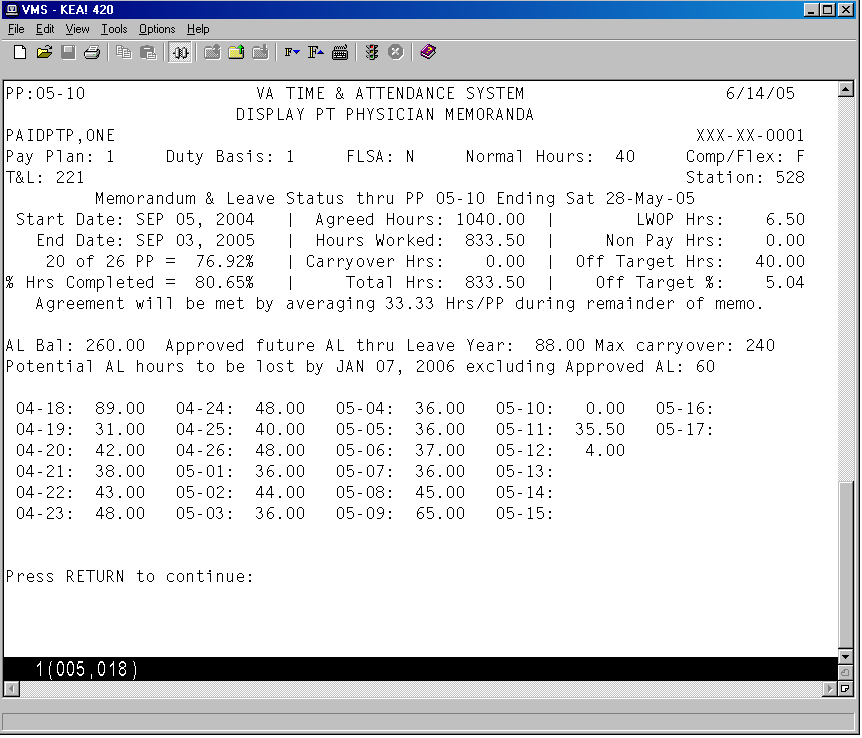 VMS - KEA! 420
File Edit View Tools Options Help
PP:05-10 VA TIME & ATTENDANCE SYSTEM 6/14/05
DISPLAY PT PHYSICIAN MEMORANDA
PAIDPTP,ONE XXX-XX-0001
Pay Plan: 1 Duty Basis: 1 FLSA: N Normal Hours: 40 Comp/Flex: F
T&L: 221 Station: 528
Memorandum & Leave Status thru PP 05-10 Ending Sat 28-May-05
Start Date: SEP 05, 2004 | Agreed Hours: 1040.00 | LWOP Hrs: 6.50
End Date: SEP 03, 2005 | Hours Worked: 833.50 | Non Pay Hrs: 0.00
20 of 26 PP = 76.92% | Carryover Hrs: 0.00 | Off Target Hrs: 40.00
% Hrs Completed = 80.65% | Total Hrs: 833.50 | Off Target %: 5.04
Agreement will be met by averaging 33.33 Hrs/PP during remainder of memo.
AL Bal: 260.00 Approved future AL thru Leave Year: 88.00 Max carryover: 240
Potential AL hours to be lost by JAN 07, 2006 excluding Approved AL: 60
04-18: 89.00 04-24: 48.00 05-04: 36.00 05-10: 0.00 05-16:
04-19: 31.00 04-25: 40.00 05-05: 36.00 05-11: 35.50 05-17:
04-20: 42.00 04-26: 48.00 05-06: 37.00 05-12: 4.00
04-21: 38.00 05-01: 36.00 05-07: 36.00 05-13:
04-22: 43.00 05-02: 44.00 05-08: 45.00 05-14:
04-23: 48.00 05-03: 36.00 05-09: 65.00 05-15:
Press RETURN to continue:
1(005,018)